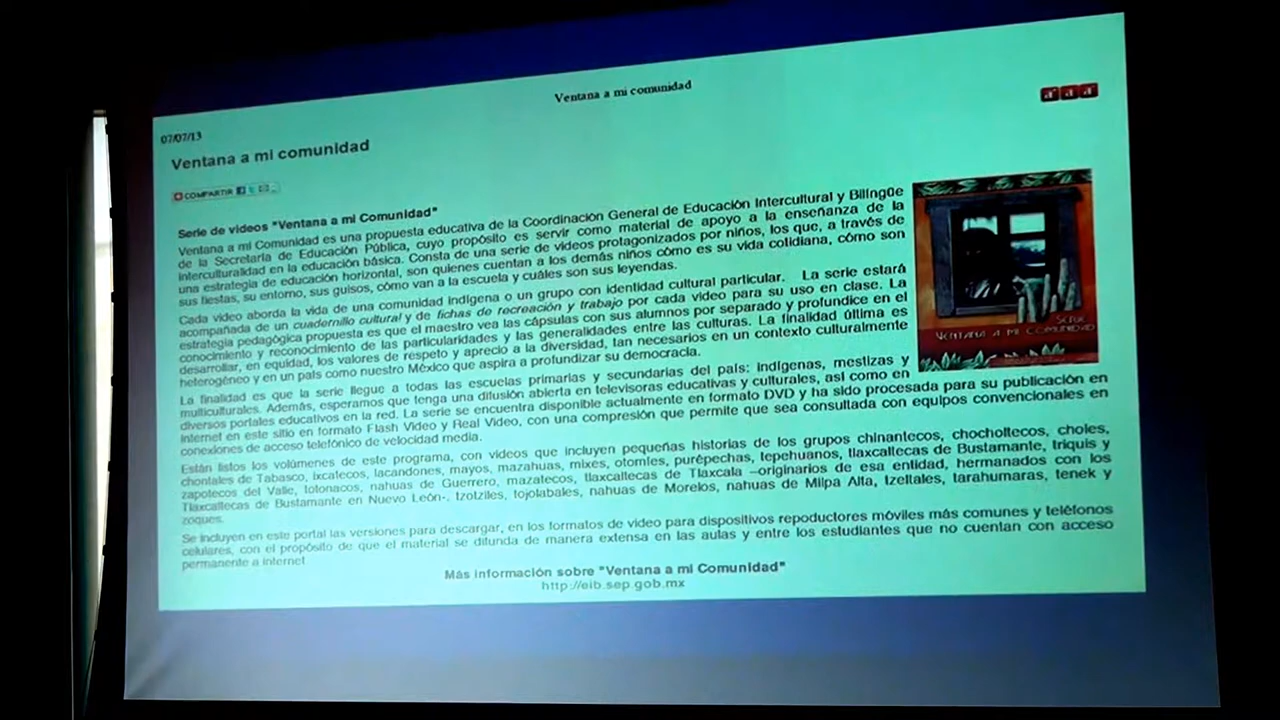 Ventana a mi comunidad
07/07/13
Ventana a mi comunidad
COMPARTIR
Serie de videos "Ventana a mi Comunidad"
Ventana a mi Comunidad es una propuesta educativa de la Coordinación General de Educación Intercultural y Bilingüe
de la Secretaría de Educación Pública, cuyo propósito es servir como material de apoyo a la enseñanza de la
interculturalidad en la educación básica. Consta de una serie de videos protagonizados por niños, los que, a través de
una estrategia de educación horizontal, son quienes cuentan a los demás niños cómo es su vida cotidiana, cómo son
sus fiestas, su entorno, sus guisos, cómo van a la escuela y cuáles son sus leyendas.
Cada video aborda la vida de una comunidad indígena o un grupo con identidad cultural particular. La serie estará
acompañada de un cuadernillo cultural y de fichas de recreación y trabajo por cada video para su uso en clase. La
estrategia pedagógica propuesta es que el maestro vea las cápsulas con sus alumnos por separado y profundice en el
conocimiento y reconocimiento de las particularidades y las generalidades entre las culturas. La finalidad última es
desarrollar, en equidad, los valores de respeto y aprecio a la diversidad, tan necesarios en un contexto culturalmente
heterogéneo y en un país como nuestro México que aspira a profundizar su democracia.
La finalidad es que la serie llegue a todas las escuelas primarias y secundarias del país: indígenas, mestizas y
multiculturales. Además, esperamos que tenga una difusión abierta en televisoras educativas y culturales, así como en
diversos portales educativos en la red. La serie se encuentra disponible actualmente en formato DVD y ha sido procesada para su publicación en
Internet en este sitio en formato Flash Video y Real Video, con una compresión que permite que sea consultada con equipos convencionales en
conexiones de acceso telefónico de velocidad media.
Están listos los volúmenes de este programa, con videos que incluyen pequeñas historias de los grupos chinantecos, chocholtecos, choles,
chontales de Tabasco, ixcatecos, lacandones, mayos, mazahuas, mixes, otomíes, purépechas, tepehuanos, tlaxcaltecas de Bustamante, triquis y
zapotecos del Valle, totonacos, nahuas de Guerrero, mazatecos, tlaxcaltecas de Tlaxcala –originarios de esa entidad, hermanados con los
Tlaxcaltecas de Bustamante en Nuevo León-, tzotziles, tojolabales, nahuas de Morelos, nahuas de Milpa Alta, tzeltales, tarahumaras, tenek y
zoques.
Se incluyen en este portal las versiones para descargar, en los formatos de video para dispositivos repoductores móviles más comunes y teléfonos
celulares, con el propósito de que el material se difunda de manera extensa en las aulas y entre los estudiantes que no cuentan con acceso
permanente a internet
Más información sobre "Ventana a mi Comunidad"
http://eib.sep.gob.mx
a a a
SERIE
VENTANA A MI COMUNIDAD